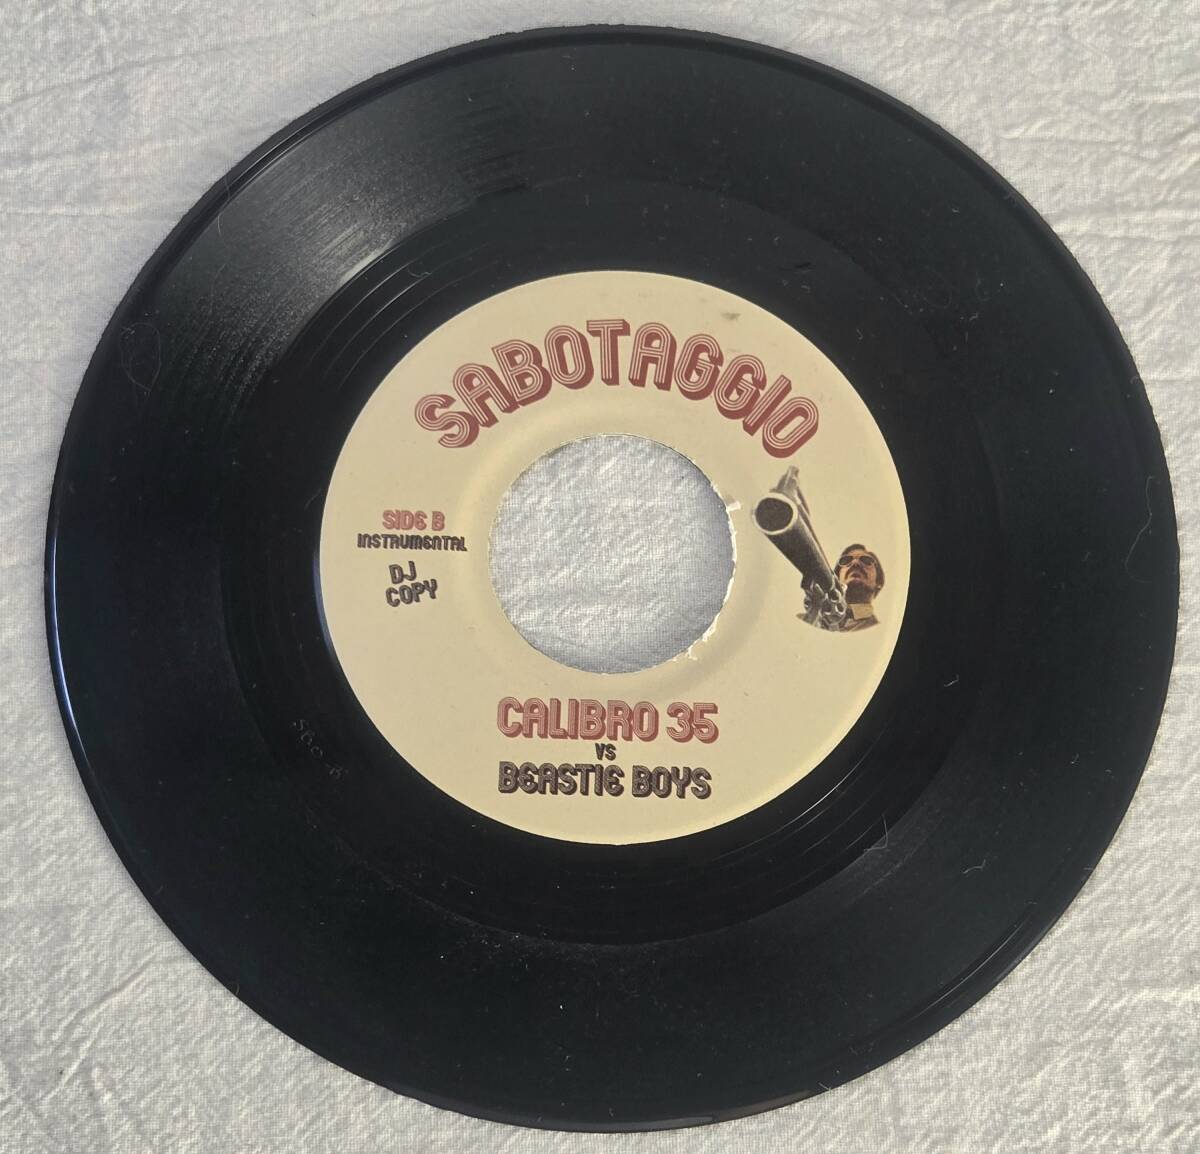 SABOTAGGIO
SIDE B
INSTRUMENTAL
DJ
COPY
CALIBRO 35
VS
BEASTIE BOYS